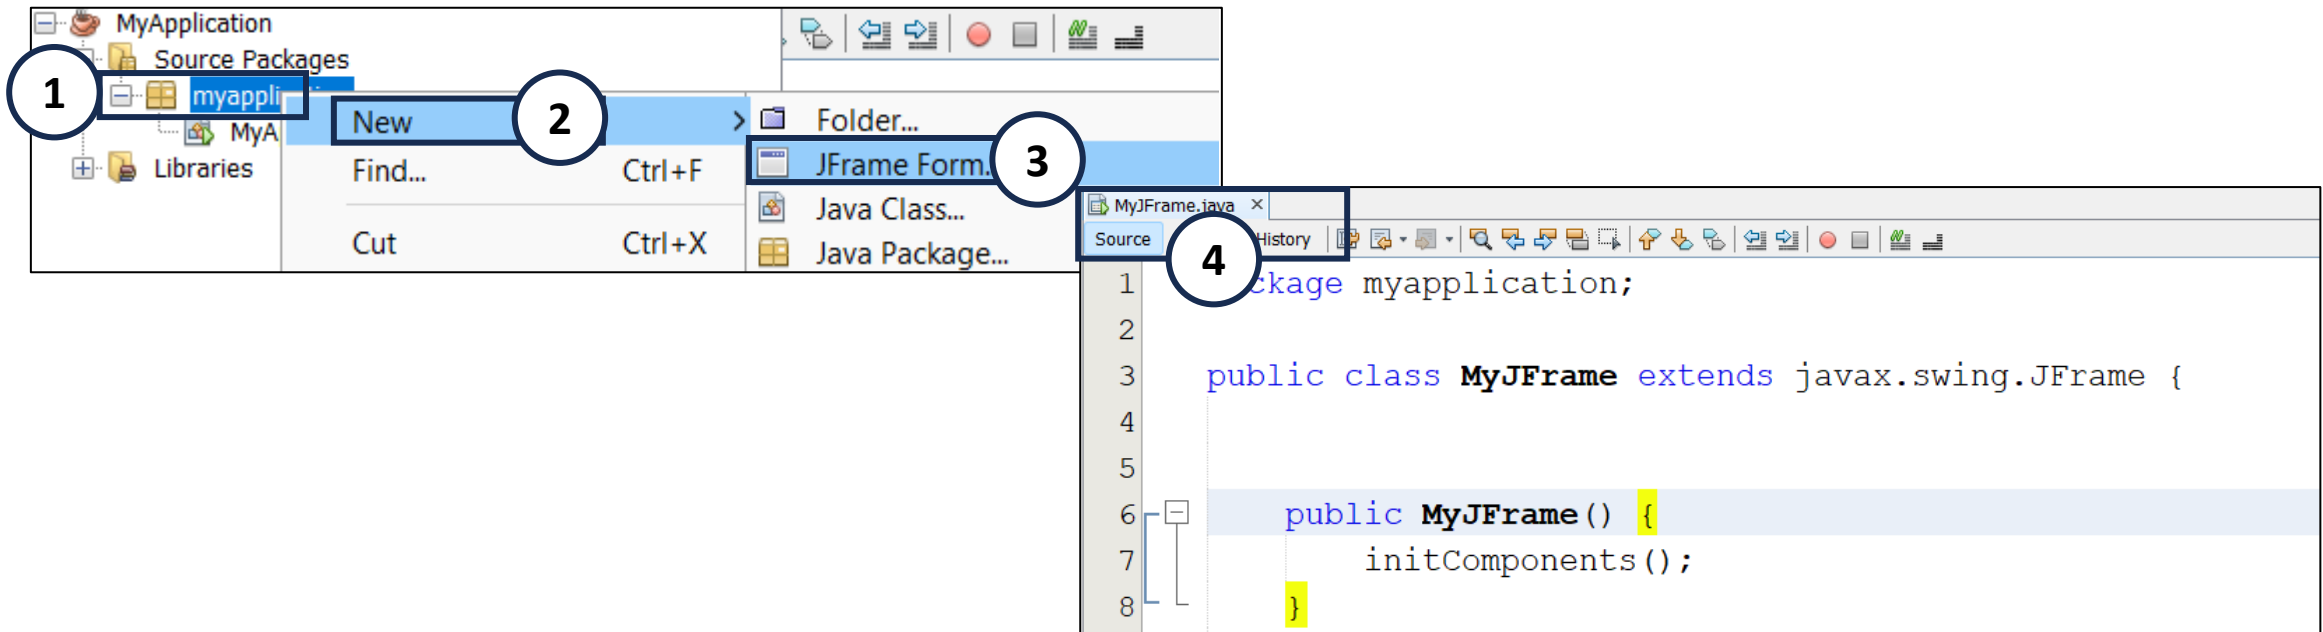 MyApplication
Source Packages
1
myappli
MyA
Libraries
New
2
Find... Ctrl+F
Cut Ctrl+X
Folder...
JFrame Form.
3
Java Class...
Java Package...
MyJFrame.java ×
Source
4
History
1 ckage myapplication;
2
3 public class MyJFrame extends javax.swing.JFrame {
4
5
6 public MyJFrame() {
7 initComponents();
8 }